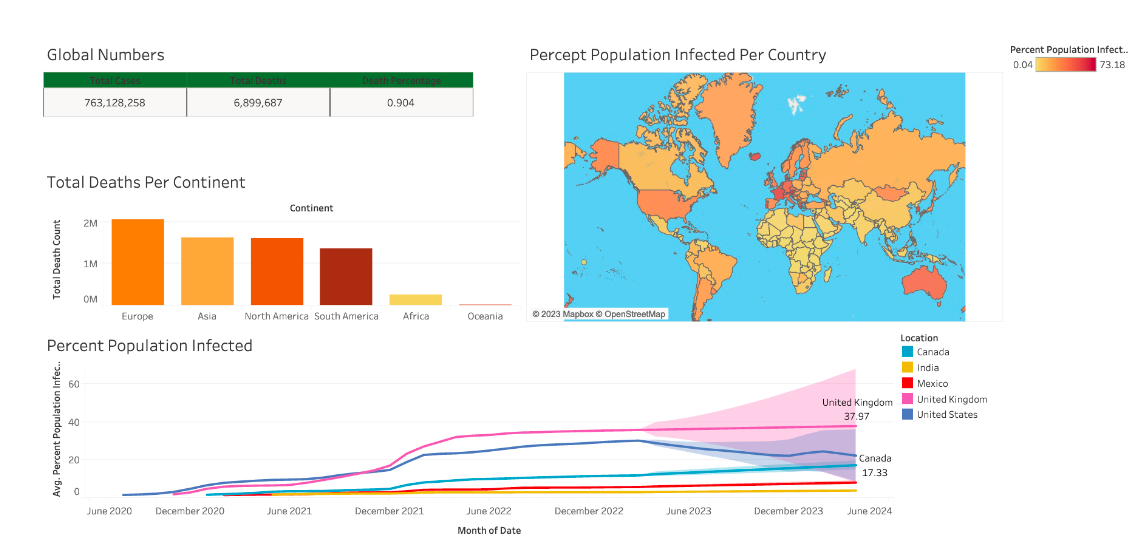 Global Numbers
Total Cases Total Deaths Death Percentage
763,128,258 6,899,687 0.904
Percept Population Infected Per Country
Percent Population Infect..
0.04 73.18
© 2023 Mapbox © OpenStreetMap
Total Deaths Per Continent
Continent
Total Death Count
2M
1M
0M
Europe Asia North America South America Africa Oceania
Percent Population Infected
Avg. Percent Population Infec..
60
40
20
0
United Kingdom
37.97
Canada
17.33
June 2020 December 2020 June 2021 December 2021 June 2022 December 2022 June 2023 December 2023 June 2024
Month of Date
Location
Canada
India
Mexico
United Kingdom
United States